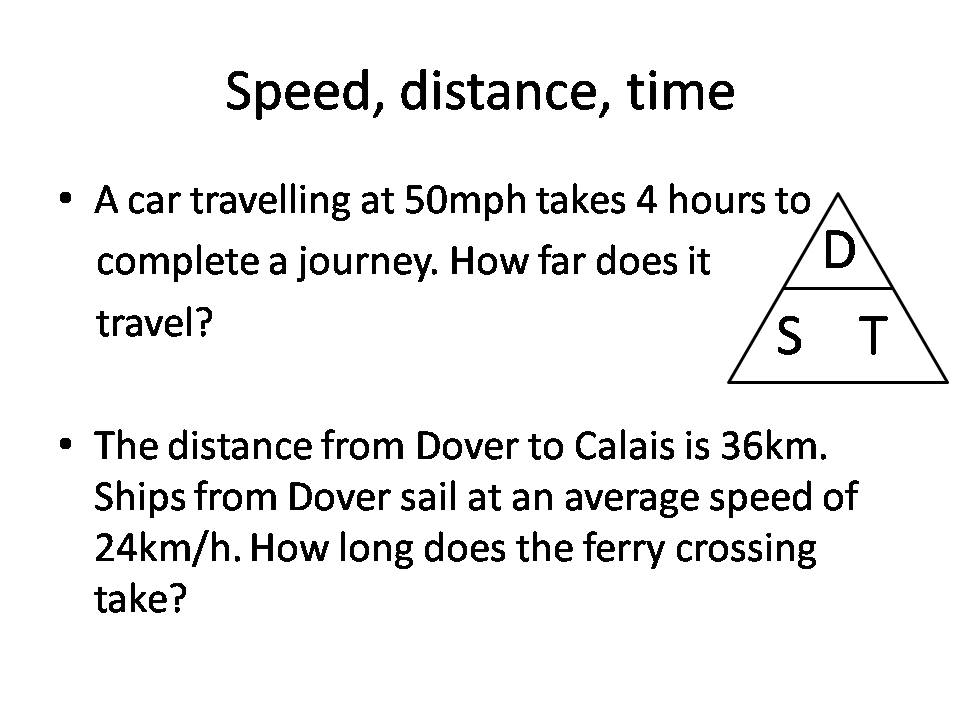 Speed, distance, time
• A car travelling at 50mph takes 4 hours to
complete a journey. How far does it
travel?
D
S T
• The distance from Dover to Calais is 36km.
Ships from Dover sail at an average speed of
24km/h. How long does the ferry crossing
take?